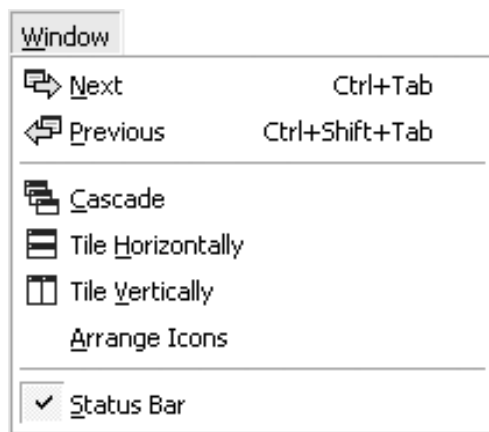 Window
Next Ctrl+Tab
Previous Ctrl+Shift+Tab
Cascade
Tile Horizontally
Tile Vertically
Arrange Icons
Status Bar